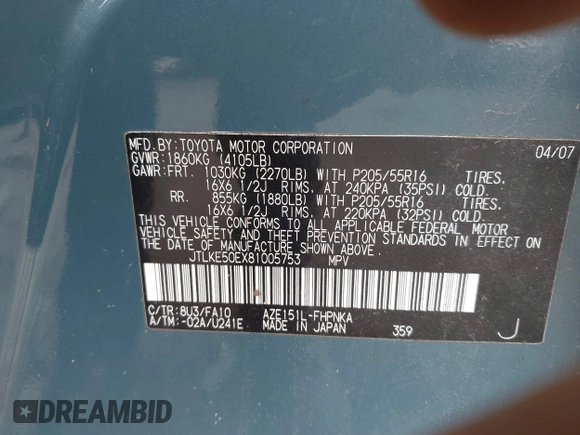 MFD.BY:TOYOTA MOTOR CORPORATION 04/07
GVWR:1860KG (4105LB)
GAWR:FRT. 1030KG (2270LB) WITH P205/55R16 TIRES.
16X6 1/2J RIMS, AT 240KPA (35PSI) COLD.
RR. 855KG (1880LB) WITH P205/55R16 TIRES.
16X6 1/2J RIMS, AT 220KPA (32PSI) COLD.
THIS VEHICLE CONFORMS TO ALL APPLICABLE FEDERAL MOTOR
VEHICLE SAFETY STANDARDS IN EFFECT ON THE DATE OF
MANUFACTURE SHOWN ABOVE.
JTLKE50EX81005753 MPV
C/TR:8U3/FA10 AZE151L-FHPNKA
A/TM:-02A/U241E MADE IN JAPAN 359 J
DREAMBID